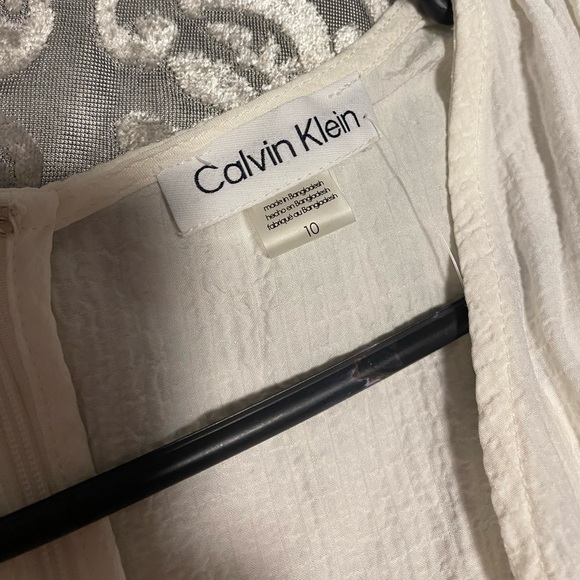 Calvin Klein
made in Bangladesh
hecho en Bangladesh
fabriqué au Bangladesh
10